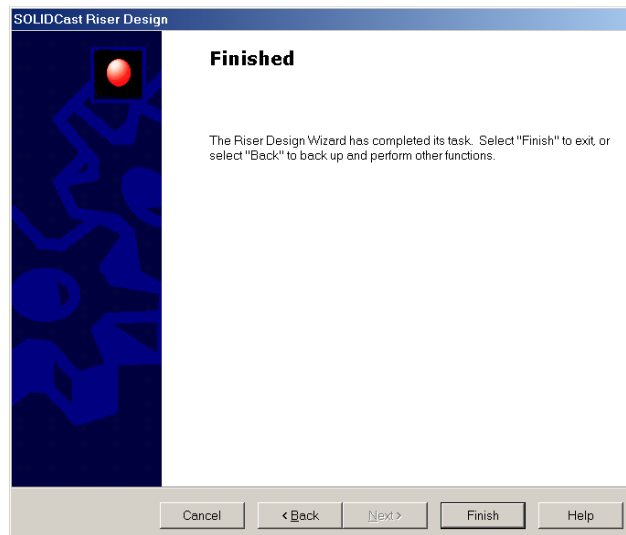 SOLIDCast Riser Design
Finished
The Riser Design Wizard has completed its task.  Select "Finish" to exit, or
select "Back" to back up and perform other functions.
Cancel
< Back
Next >
Finish
Help